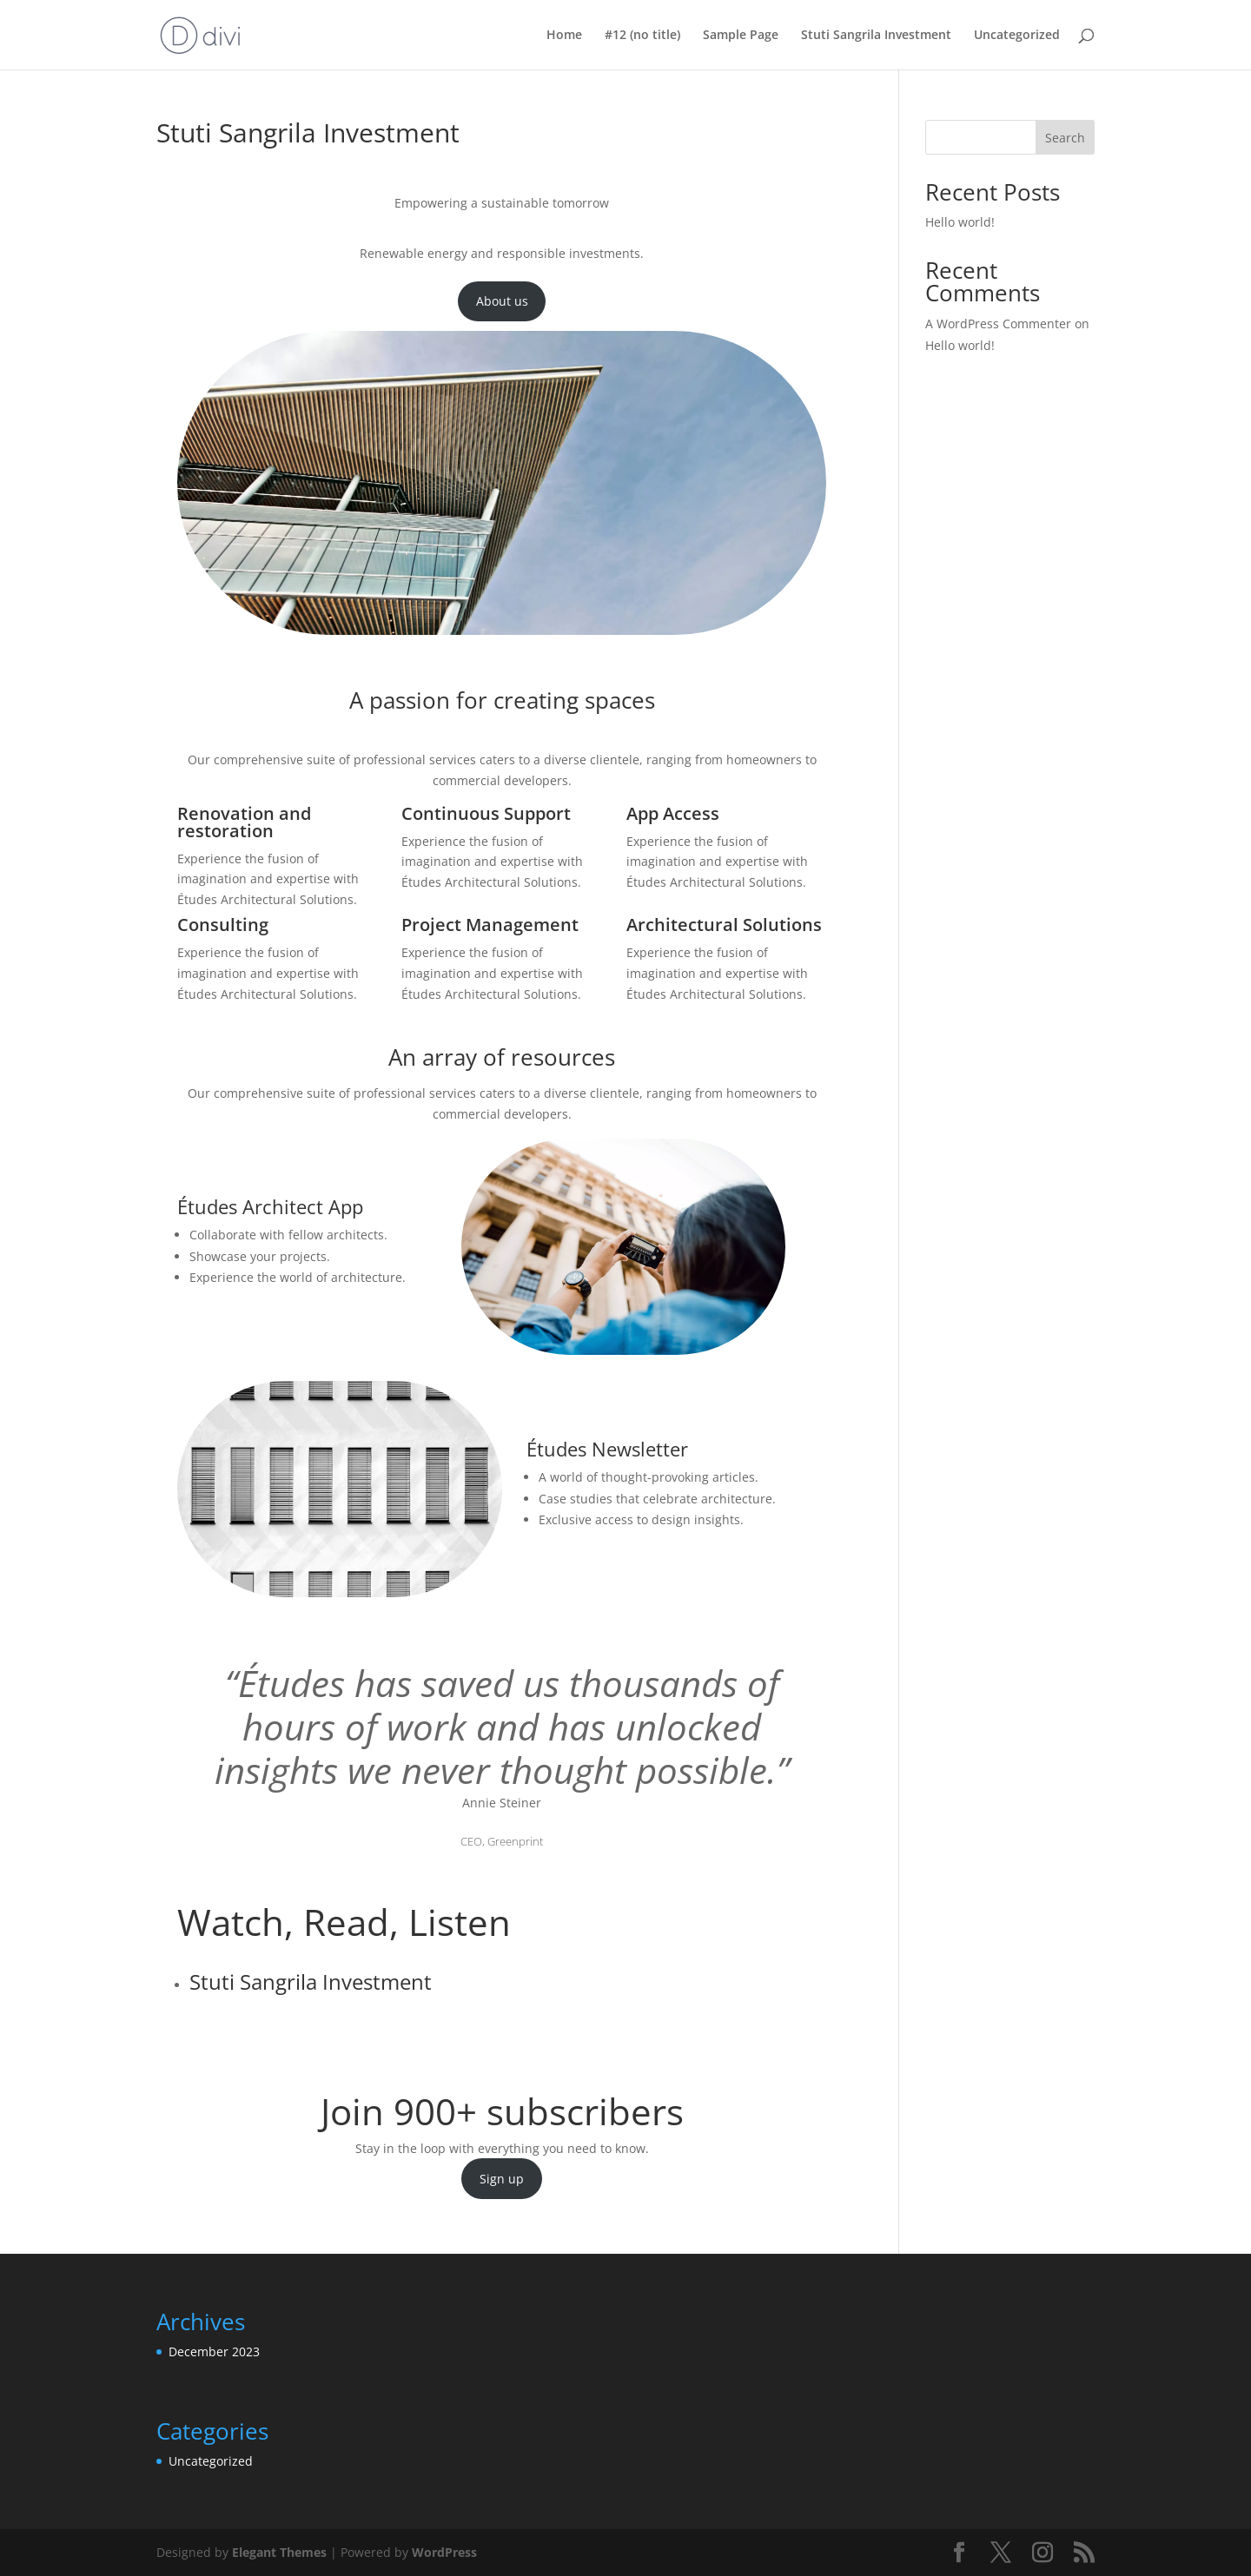 D divi
Home
#12 (no title)
Sample Page
Stuti Sangrila Investment
Uncategorized
Stuti Sangrila Investment
Empowering a sustainable tomorrow
Renewable energy and responsible investments.
About us
A passion for creating spaces
Our comprehensive suite of professional services caters to a diverse clientele, ranging from homeowners to
commercial developers.
Renovation and
restoration
Experience the fusion of
imagination and expertise with
Études Architectural Solutions.
Continuous Support
Experience the fusion of
imagination and expertise with
Études Architectural Solutions.
App Access
Experience the fusion of
imagination and expertise with
Études Architectural Solutions.
Consulting
Experience the fusion of
imagination and expertise with
Études Architectural Solutions.
Project Management
Experience the fusion of
imagination and expertise with
Études Architectural Solutions.
Architectural Solutions
Experience the fusion of
imagination and expertise with
Études Architectural Solutions.
An array of resources
Our comprehensive suite of professional services caters to a diverse clientele, ranging from homeowners to
commercial developers.
Études Architect App
Collaborate with fellow architects.
Showcase your projects.
Experience the world of architecture.
Études Newsletter
A world of thought-provoking articles.
Case studies that celebrate architecture.
Exclusive access to design insights.
“Études has saved us thousands of
hours of work and has unlocked
insights we never thought possible.”
Annie Steiner
CEO, Greenprint
Watch, Read, Listen
Stuti Sangrila Investment
Join 900+ subscribers
Stay in the loop with everything you need to know.
Sign up
Search
Recent Posts
Hello world!
Recent
Comments
A WordPress Commenter on
Hello world!
Archives
December 2023
Categories
Uncategorized
Designed by Elegant Themes | Powered by WordPress